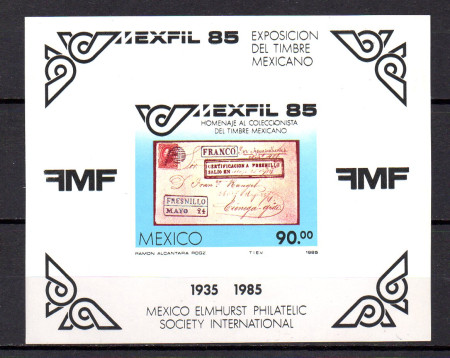 MEXFIL 85
EXPOSICION
DEL TIMBRE
MEXICANO
MEXFIL 85
HOMENAJE AL COLECCIONISTA
DEL TIMBRE MEXICANO
FRANCO
CERTIFICACION A FRESNILLO
FRESNILLO
MAYO 24
FMF
FMF
MEXICO
90.00
RAMON ALCANTARA RDGZ.
T.I.E.V.
1985
1935 1985
MEXICO ELMHURST PHILATELIC
SOCIETY INTERNATIONAL